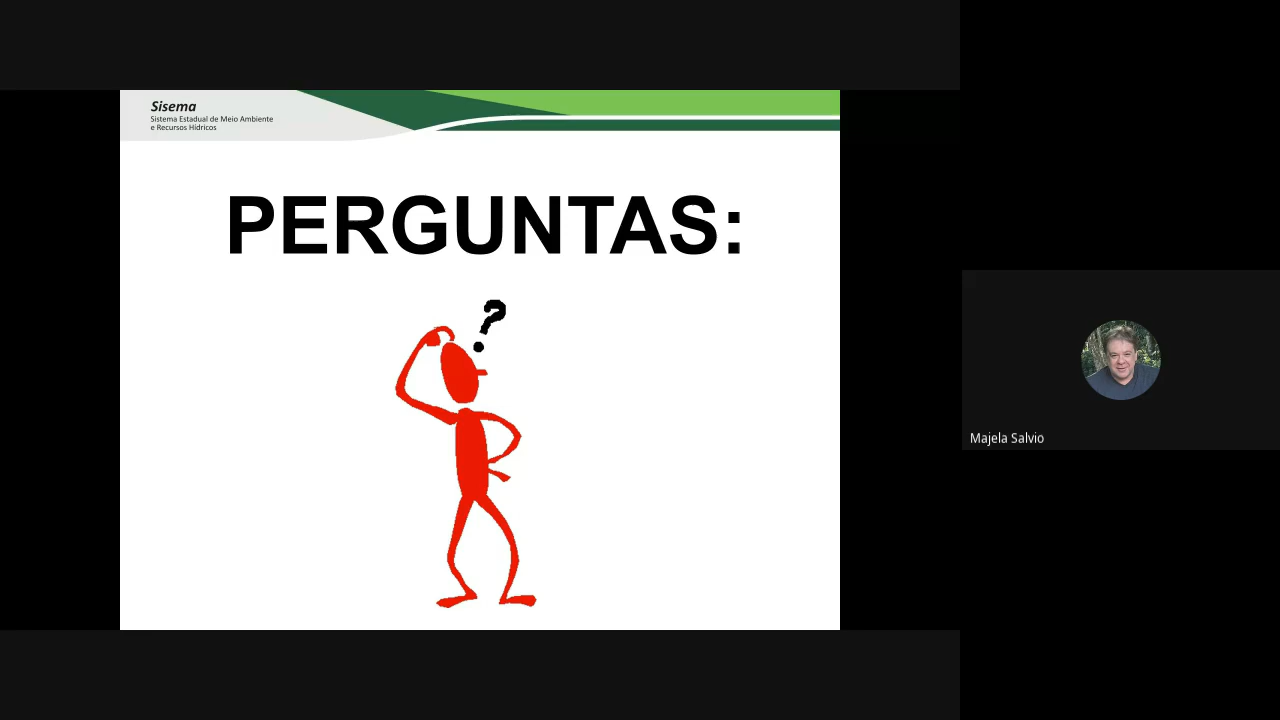 Sisema
Sistema Estadual de Meio Ambiente
e Recursos Hídricos
PERGUNTAS:
?
Majela Salvio